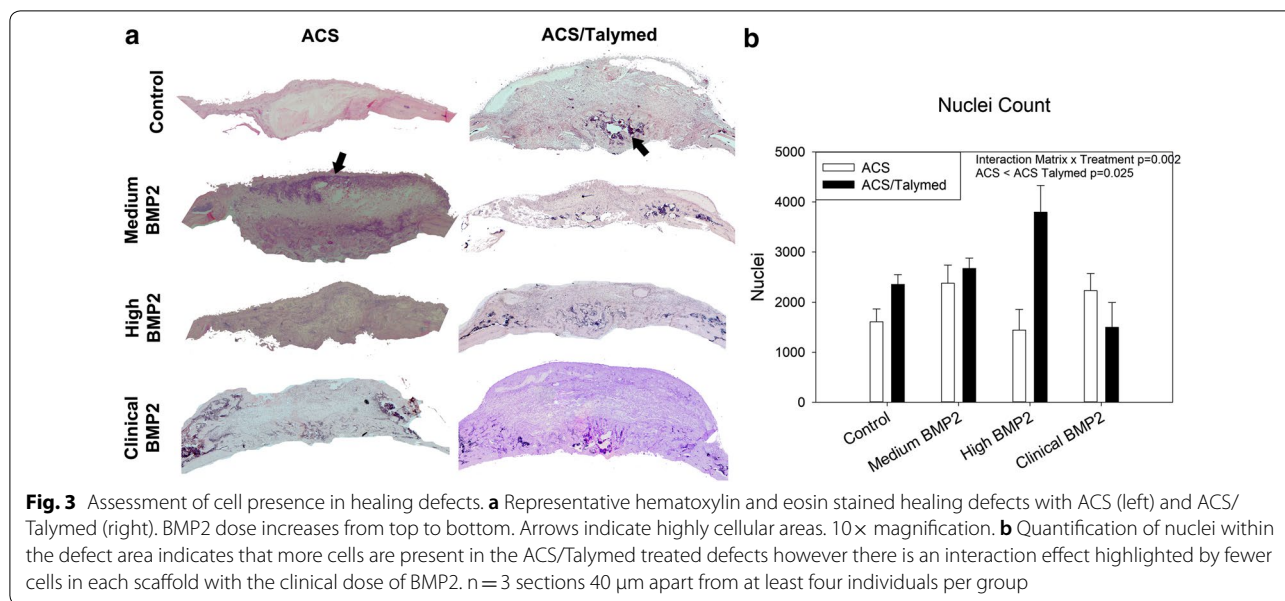 a
ACS
ACS/Talymed
Control
Medium
BMP2
High
BMP2
Clinical
BMP2
b
Nuclei Count
ACS
ACS/Talymed
Interaction Matrix x Treatment p=0.002
ACS < ACS Talymed p=0.025
Nuclei
5000
4000
3000
2000
1000
0
Control
Medium BMP2
High BMP2
Clinical BMP2
Fig. 3 Assessment of cell presence in healing defects. a Representative hematoxylin and eosin stained healing defects with ACS (left) and ACS/
Talymed (right). BMP2 dose increases from top to bottom. Arrows indicate highly cellular areas. 10× magnification. b Quantification of nuclei within
the defect area indicates that more cells are present in the ACS/Talymed treated defects however there is an interaction effect highlighted by fewer
cells in each scaffold with the clinical dose of BMP2. n = 3 sections 40 µm apart from at least four individuals per group